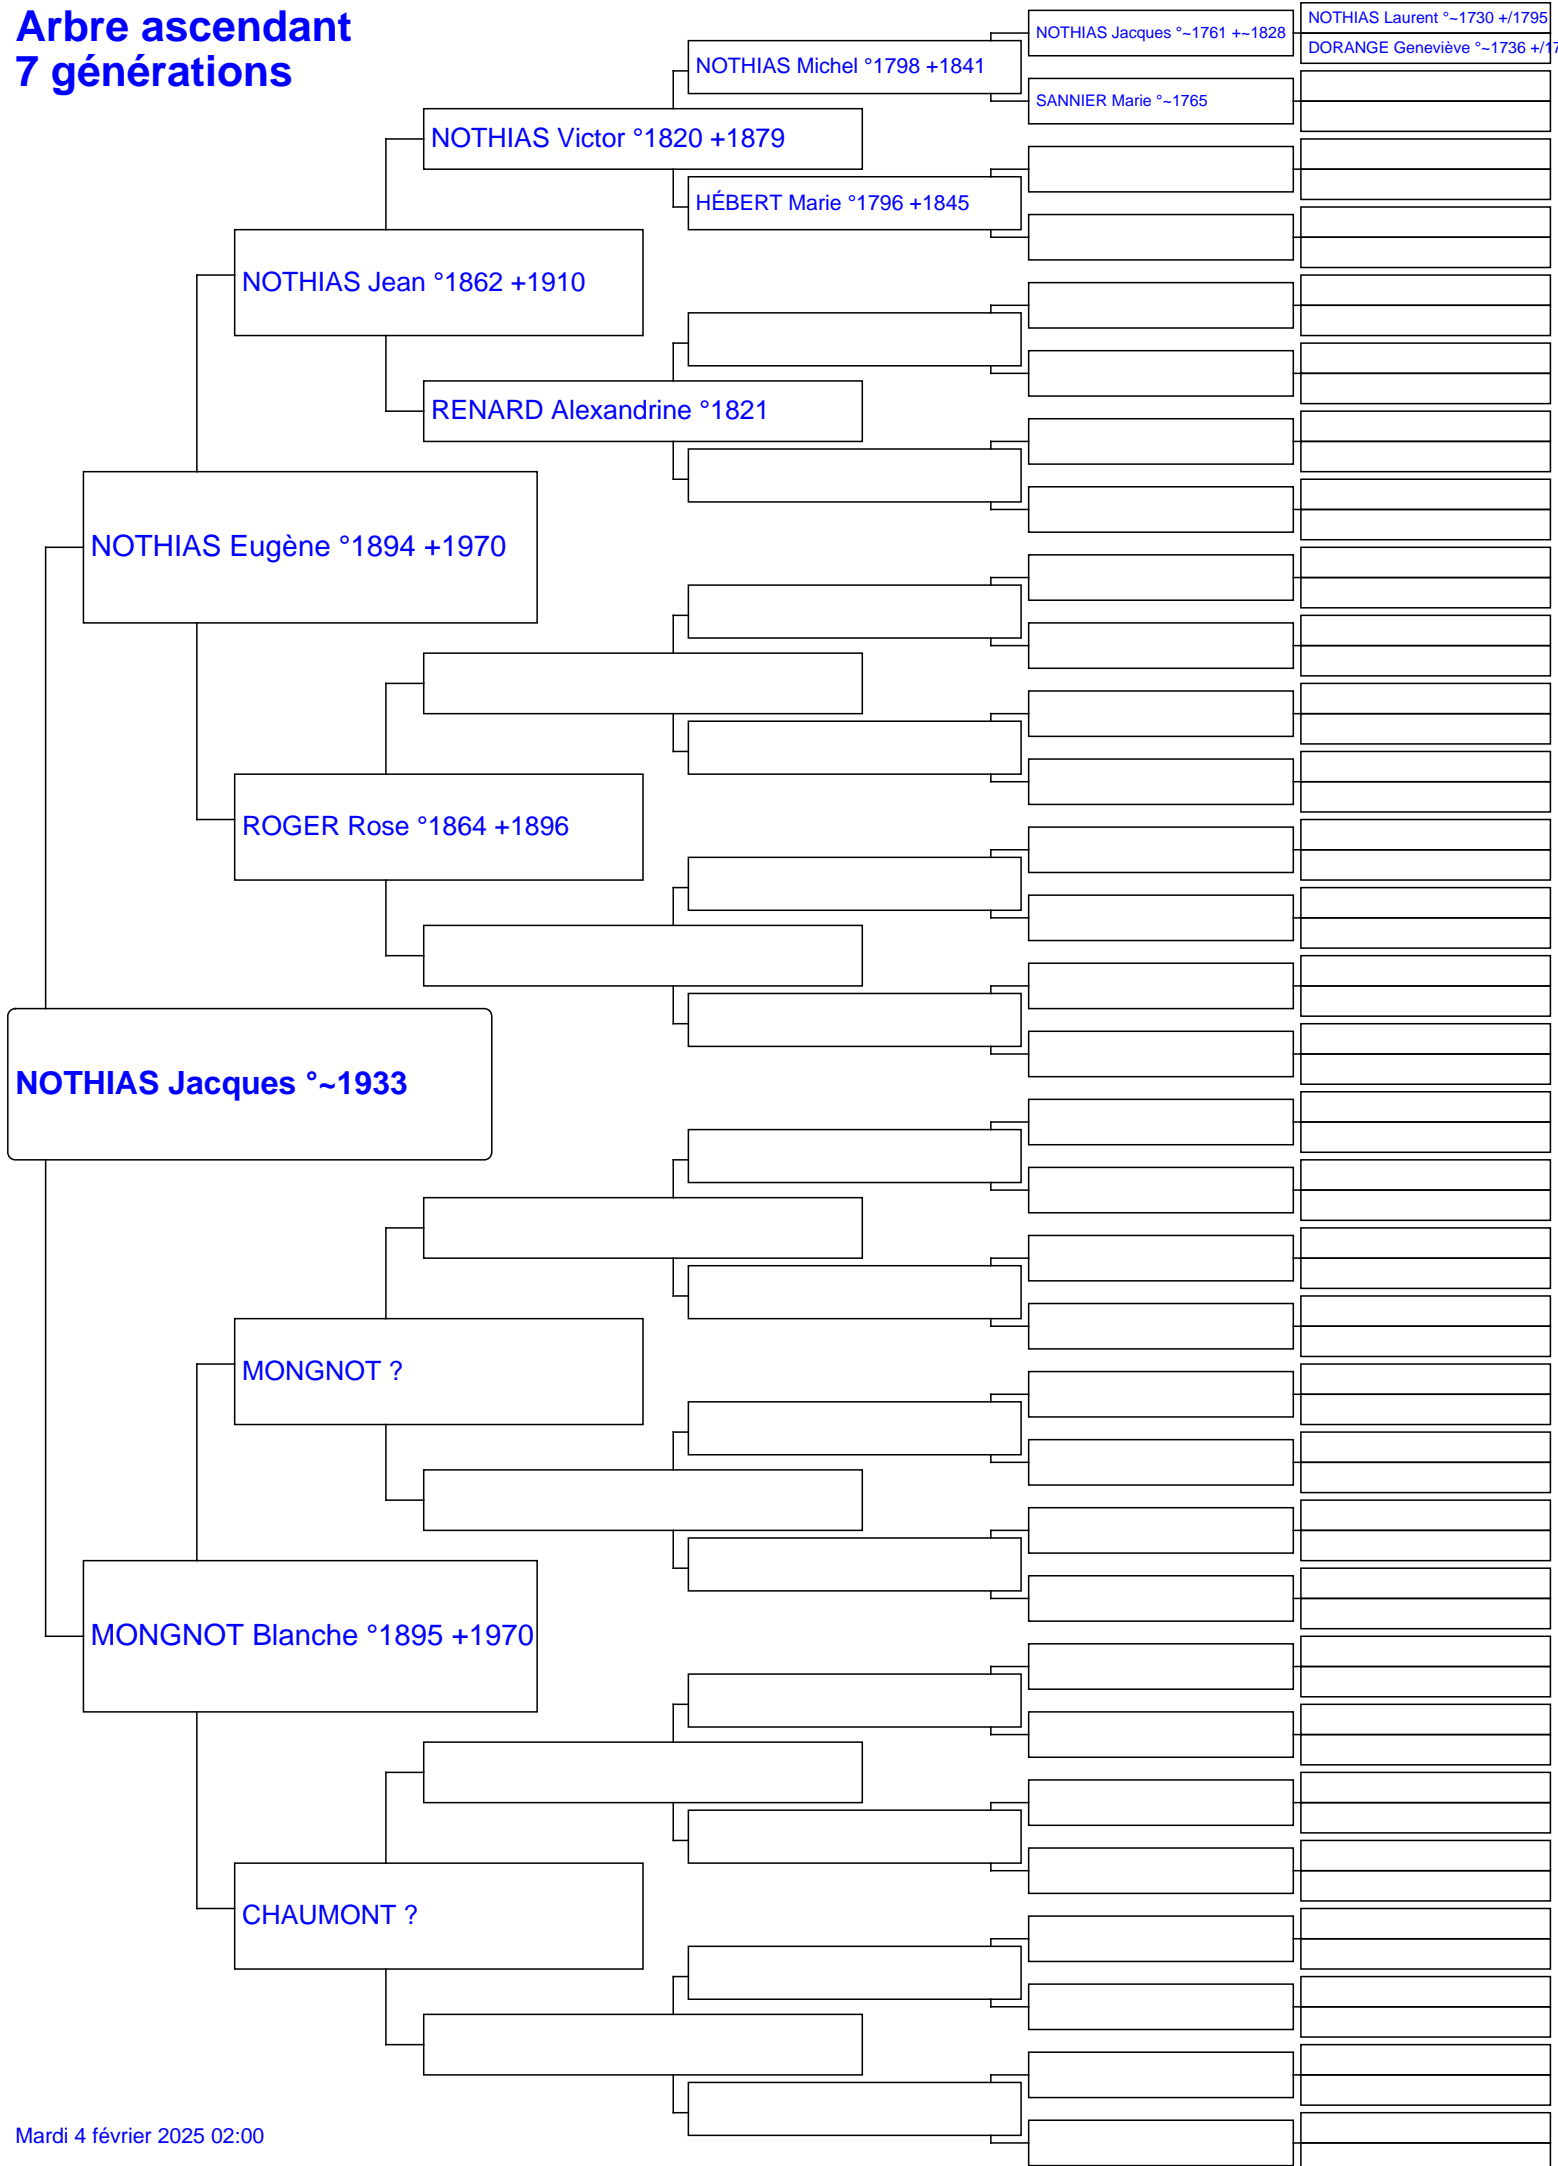 Arbre ascendant
7 générations
NOTHIAS Laurent °~1730 +/1795
NOTHIAS Jacques °~1761 +~1828
DORANGE Geneviève °~1736 +/17
NOTHIAS Michel °1798 +1841
SANNIER Marie °~1765
NOTHIAS Victor °1820 +1879
HÉBERT Marie °1796 +1845
NOTHIAS Jean °1862 +1910
RENARD Alexandrine °1821
NOTHIAS Eugène °1894 +1970
ROGER Rose °1864 +1896
NOTHIAS Jacques °~1933
MONGNOT ?
MONGNOT Blanche °1895 +1970
CHAUMONT ?
Mardi 4 février 2025 02:00